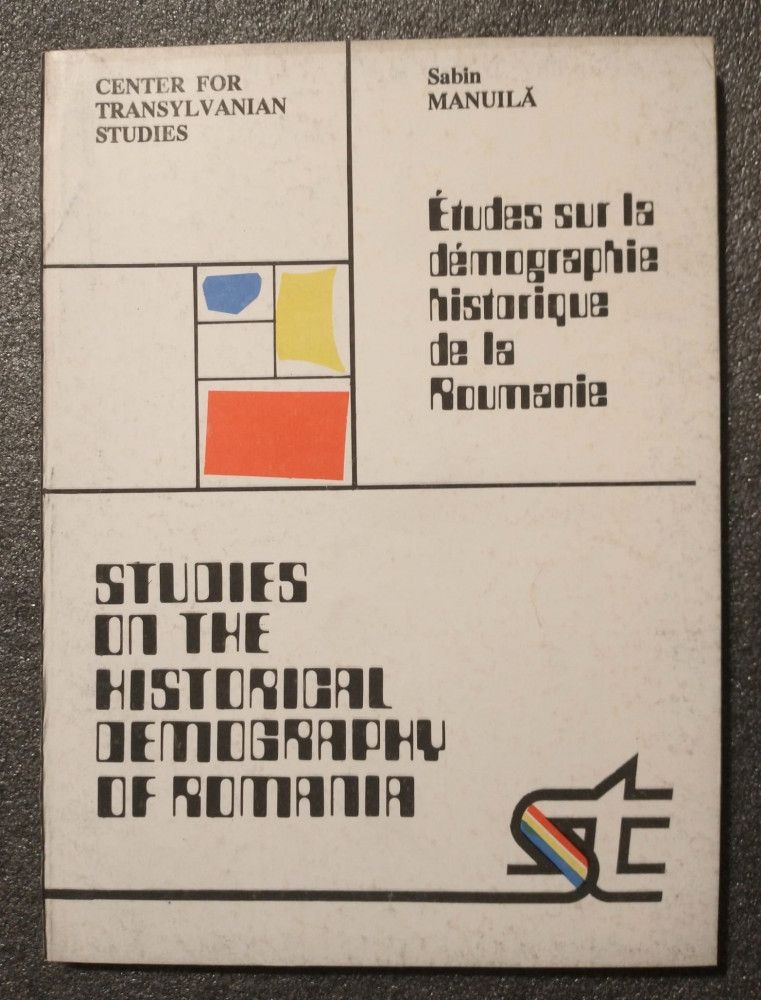 CENTER FOR
TRANSYLVANIAN
STUDIES
Sabin
MANUILĂ
Études sur la
démographie
historique
de la
Roumanie
STUDIES
ON THE
HISTORICAL
DEMOGRAPHY
OF ROMANIA